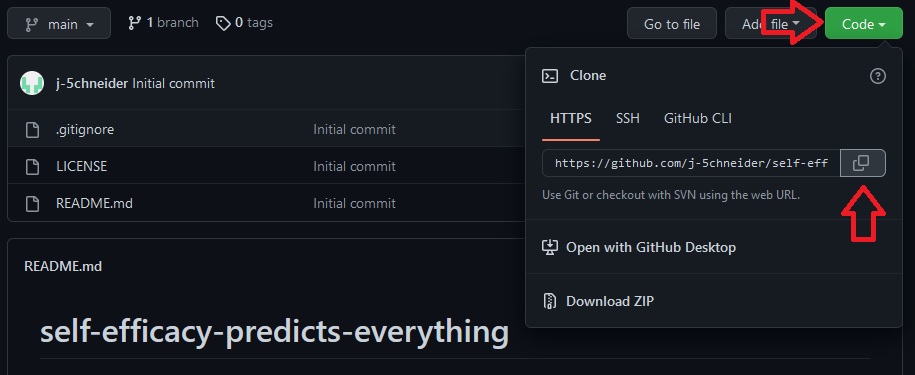 main
1 branch
0 tags
Go to file
Add file
Code
j-5chneider Initial commit
.gitignore Initial commit
LICENSE Initial commit
README.md Initial commit
Clone
HTTPS SSH GitHub CLI
https://github.com/j-5chneider/self-eff
Use Git or checkout with SVN using the web URL.
Open with GitHub Desktop
Download ZIP
README.md
self-efficacy-predicts-everything